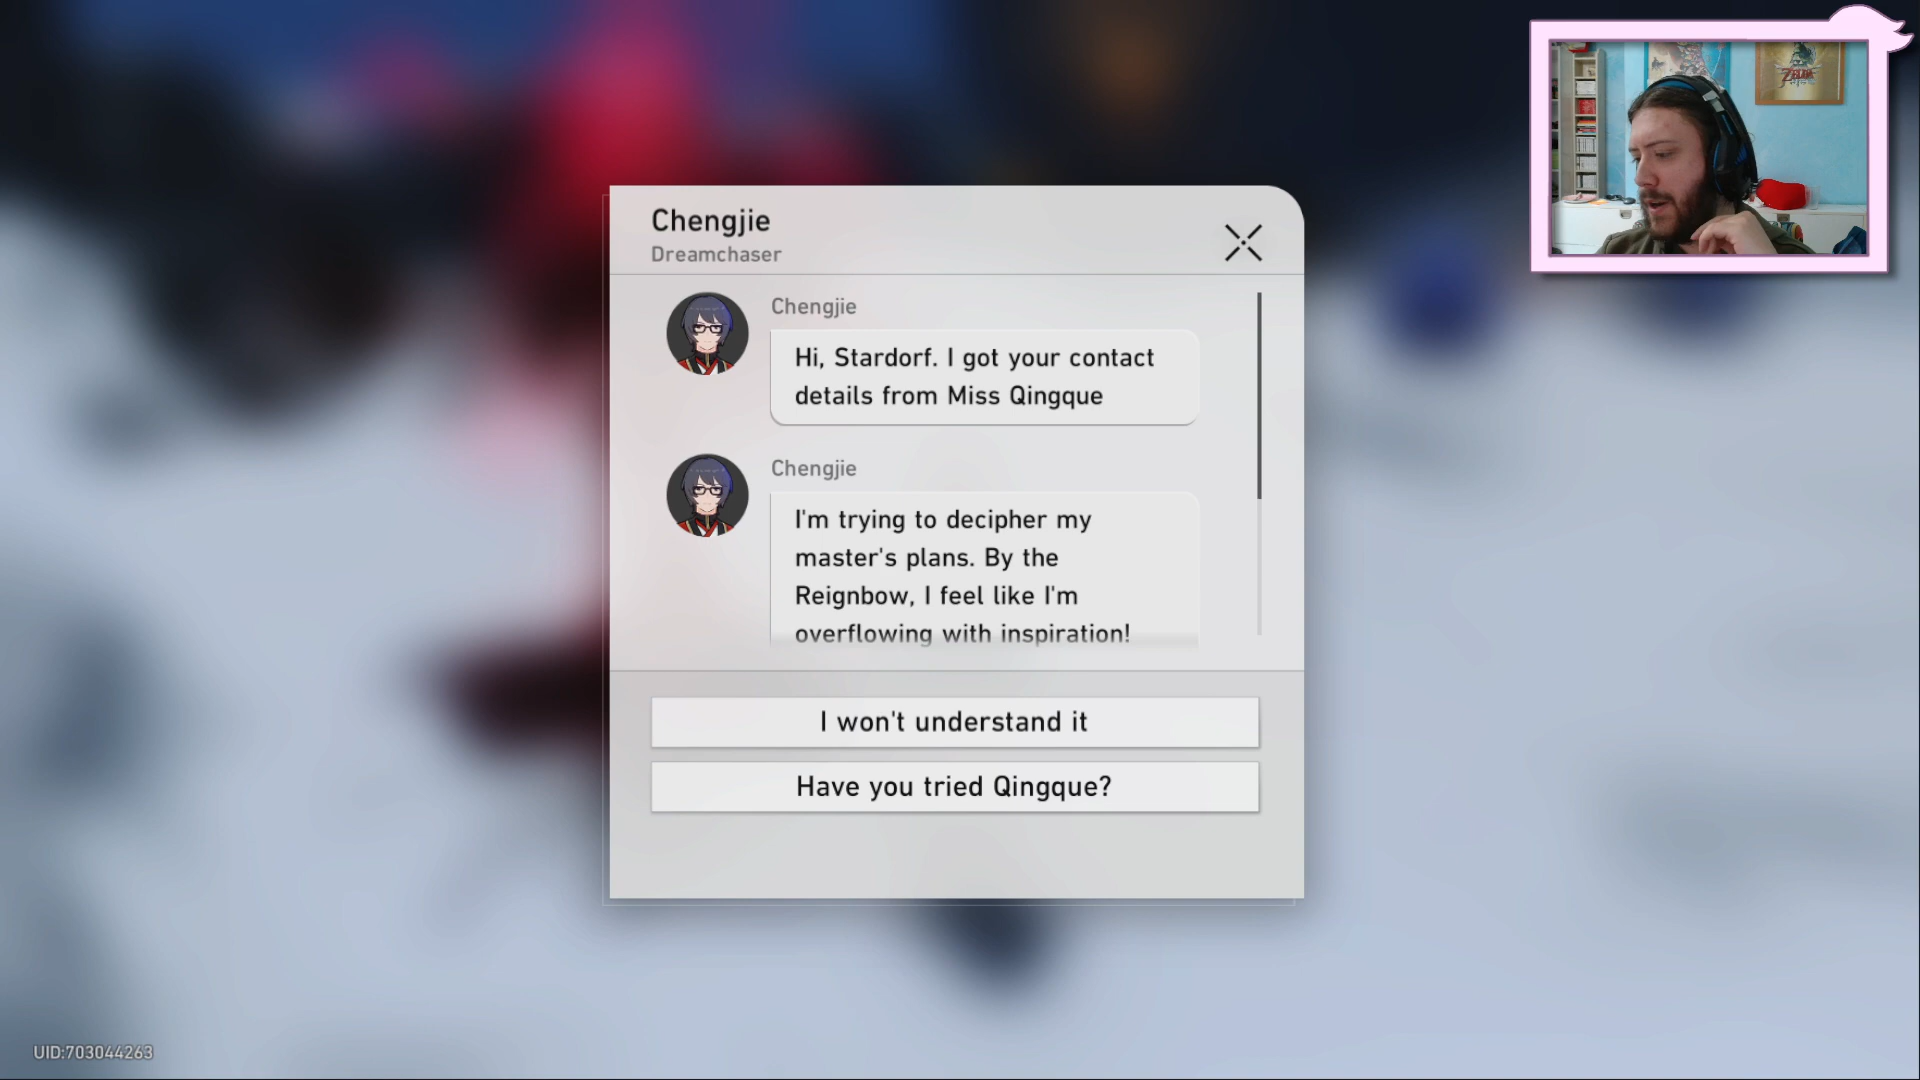 ZELDA
Chengjie
Dreamchaser
Chengjie
Hi, Stardorf. I got your contact
details from Miss Qingque
Chengjie
I'm trying to decipher my
master's plans. By the
Reignbow, I feel like I'm
overflowing with inspiration!
I won't understand it
Have you tried Qingque?
UID:703044263